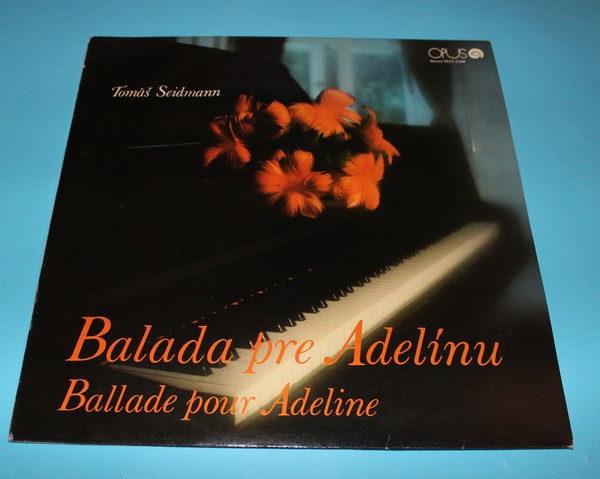 OPUS
Tomáš Seidmann
Balada pre Adelínu
Ballade pour Adeline